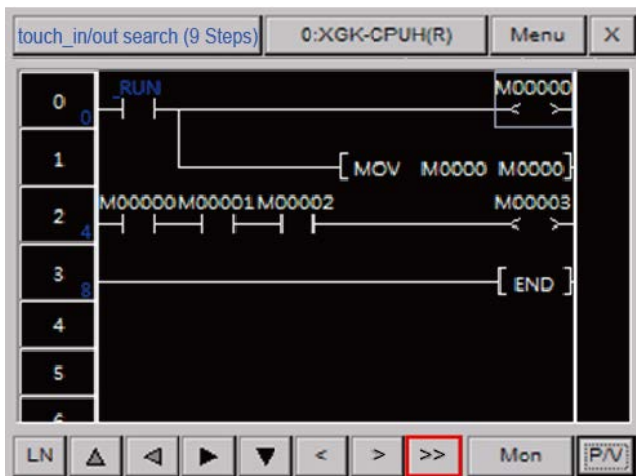 touch_in/out search (9 Steps) 0:XGK-CPUH(R) Menu X
0 0 _RUN M00000
1 MOV M0000 M0000
2 4 M00000 M00001 M00002 M00003
3 8 END
4
5
6
LN < > >> Mon P/V